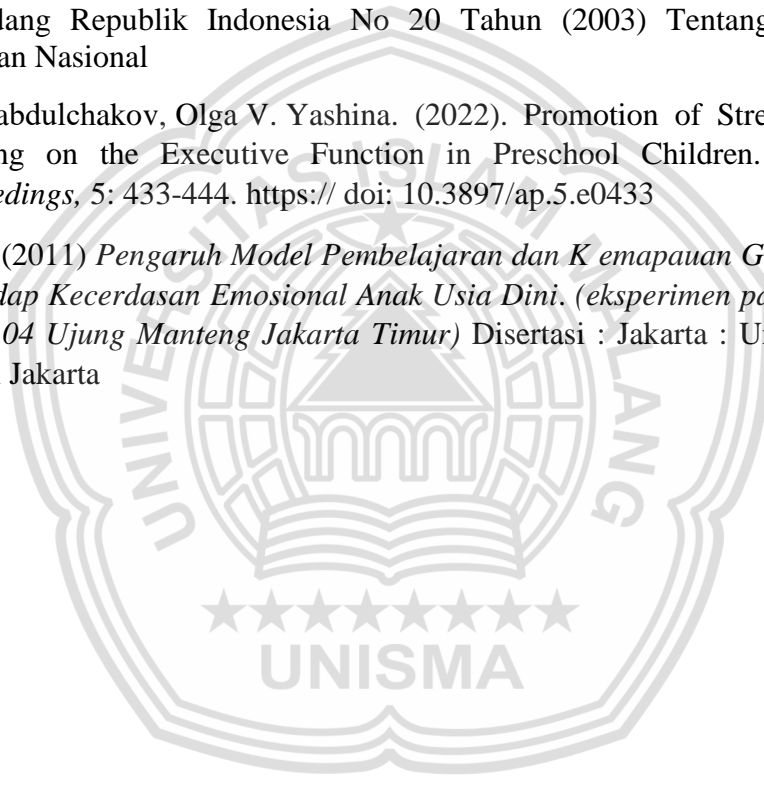 dang Republik Indonesia No 20 Tahun (2003) Tentang
an Nasional
abdulchakov, Olga V. Yashina. (2022). Promotion of Stre
ng on the Executive Function in Preschool Children.
edings, 5: 433-444. https:// doi: 10.3897/ap.5.e0433
(2011) Pengaruh Model Pembelajaran dan K emapauan G
dap Kecerdasan Emosional Anak Usia Dini. (eksperimen pa
04 Ujung Manteng Jakarta Timur) Disertasi : Jakarta : U
Jakarta
UNIVERSITAS ISLAM MALANG
UNISMA